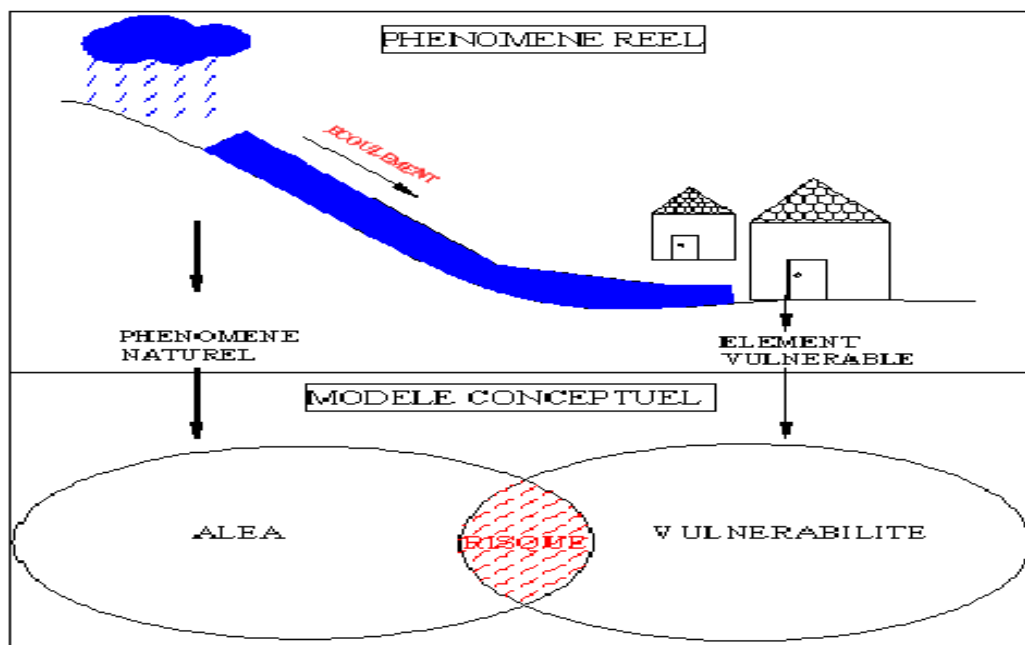 PHENOMENE REEL
ECOULEMENT
PHENOMENE
NATUREL
ELEMENT
VULNERABLE
MODELE CONCEPTUEL
ALEA
RISQUE
VULNERABILITE